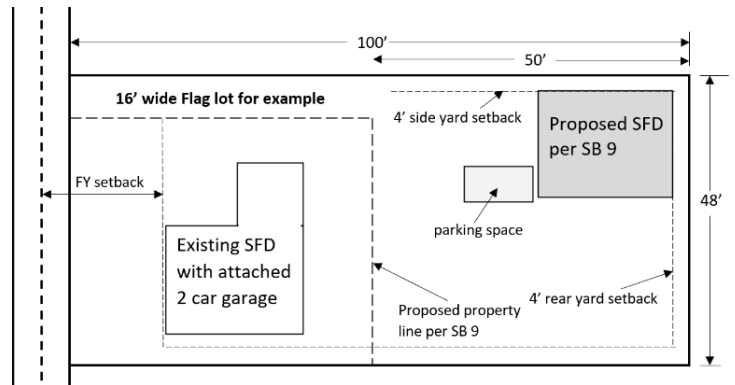 100’
50’
16’ wide Flag lot for example
4’ side yard setback
Proposed SFD
per SB 9
FY setback
48’
parking space
Existing SFD
with attached
2 car garage
Proposed property
line per SB 9
4’ rear yard setback